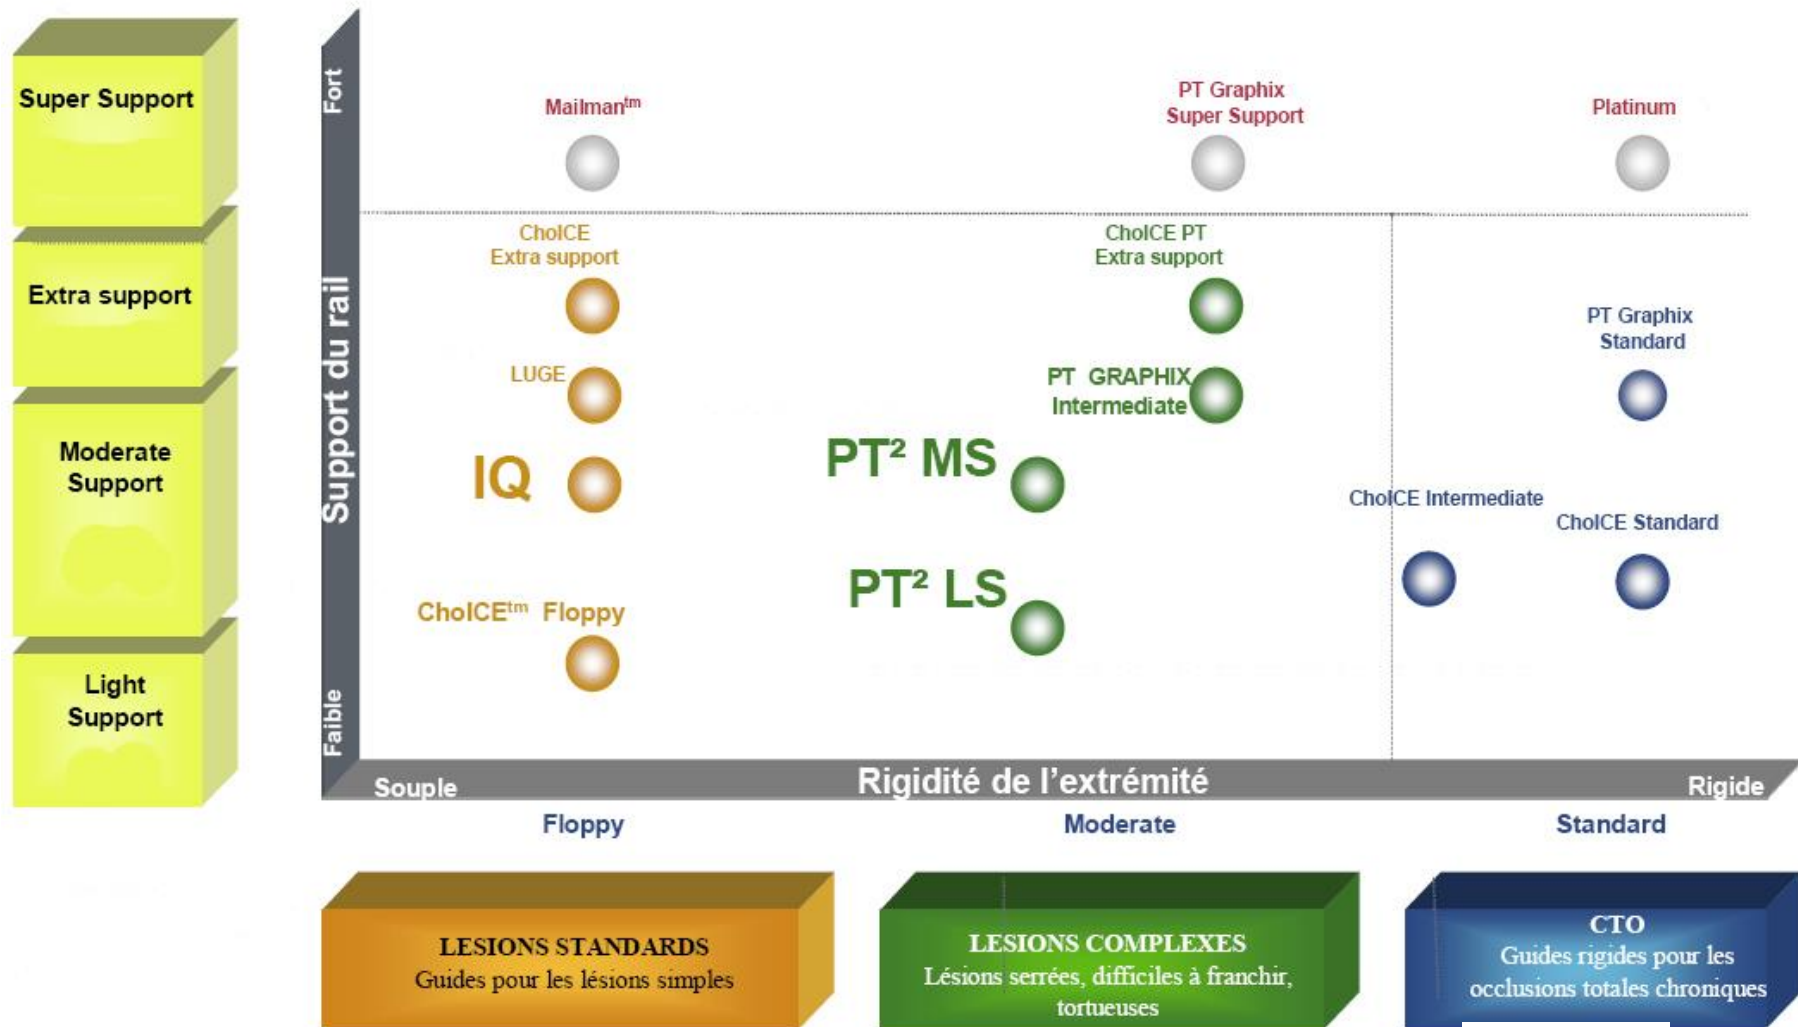 Super Support
Extra support
Moderate
Support
Light
Support
Fort
Support du rail
Faible
Mailman™
PT Graphix
Super Support
Platinum
ChoICE
Extra support
ChoICE PT
Extra support
PT Graphix
Standard
LUGE
PT GRAPHIX
Intermediate
IQ
PT² MS
ChoICE Intermediate
ChoICE Standard
PT² LS
ChoICE™ Floppy
Souple
Rigidité de l’extrémité
Rigide
Floppy
Moderate
Standard
LESIONS STANDARDS
Guides pour les lésions simples
LESIONS COMPLEXES
Lésions serrées, difficiles à franchir,
tortueuses
CTO
Guides rigides pour les
occlusions totales chroniques